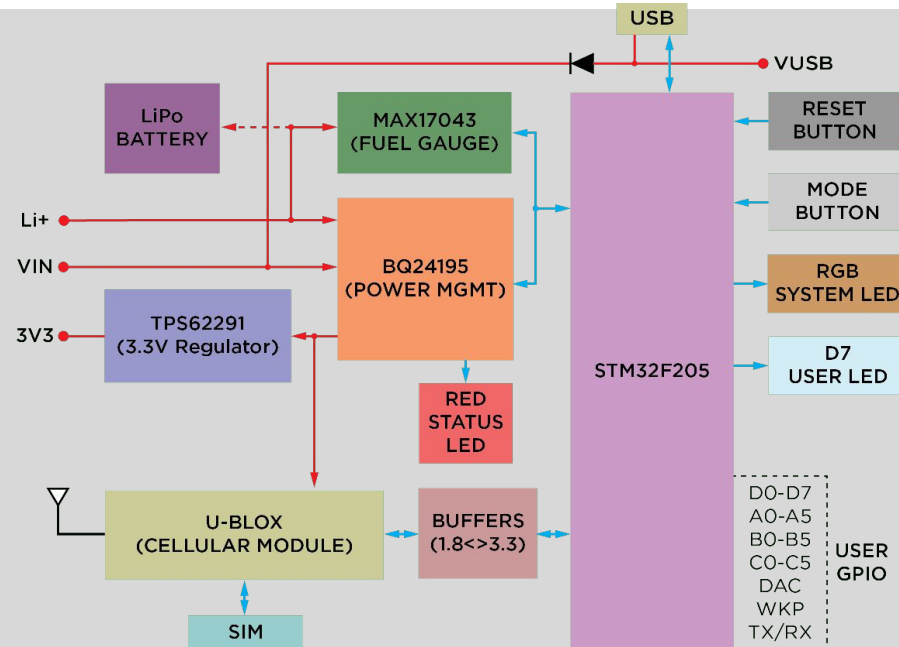 USB
VUSB
LiPo
BATTERY
MAX17043
(FUEL GAUGE)
RESET
BUTTON
MODE
BUTTON
Li+
VIN
BQ24195
(POWER MGMT)
RGB
SYSTEM LED
3V3
TPS62291
(3.3V Regulator)
STM32F205
D7
USER LED
RED
STATUS
LED
U-BLOX
(CELLULAR MODULE)
BUFFERS
(1.8<>3.3)
D0-D7
A0-A5
B0-B5
C0-C5
DAC
WKP
TX/RX
USER
GPIO
SIM